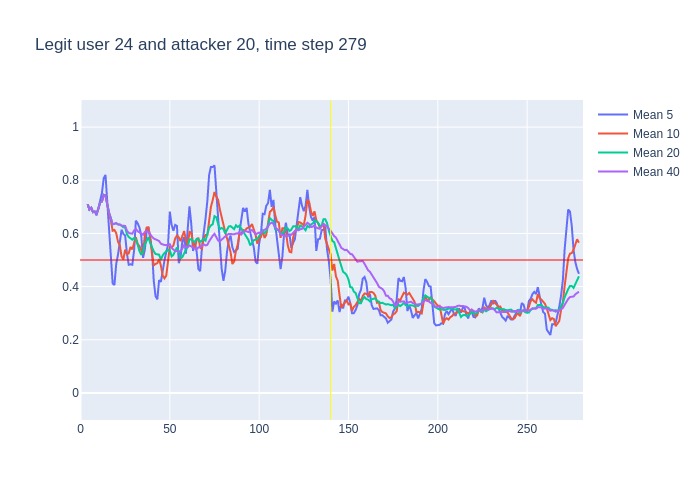 Legit user 24 and attacker 20, time step 279
Mean 5
Mean 10
Mean 20
Mean 40
1
0.8
0.6
0.4
0.2
0
0 50 100 150 200 250